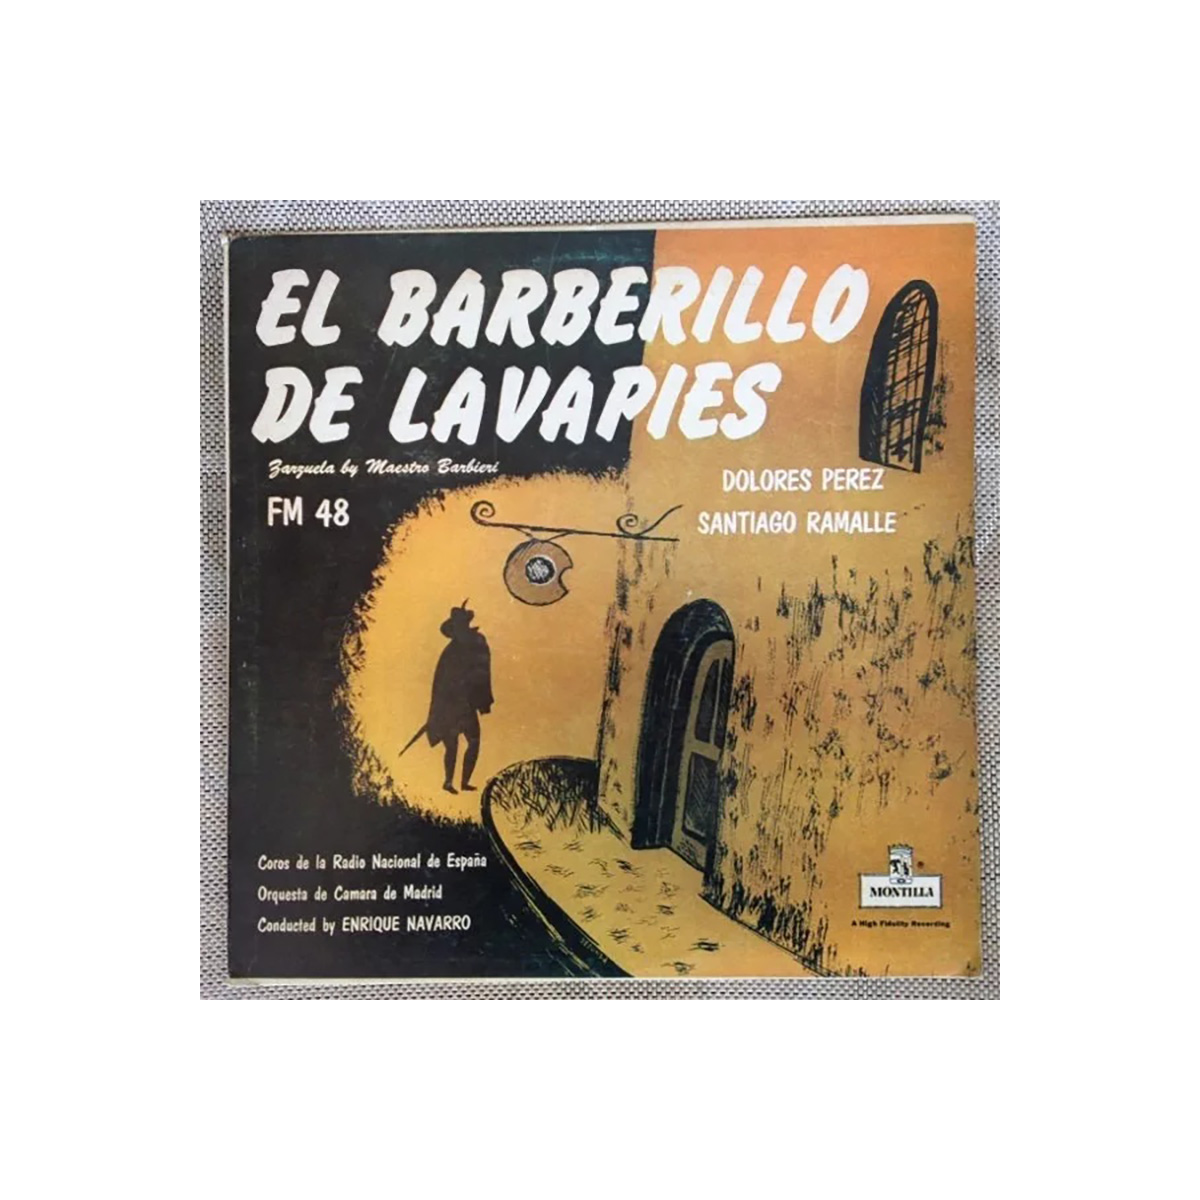 EL BARBERILLO
DE LAVAPIES
Zarzuela by Maestro Barbieri
FM 48
DOLORES PEREZ
SANTIAGO RAMALLE
Coros de la Radio Nacional de España
Orquesta de Camara de Madrid
Conducted by ENRIQUE NAVARRO
®
MONTILLA
A High Fidelity Recording